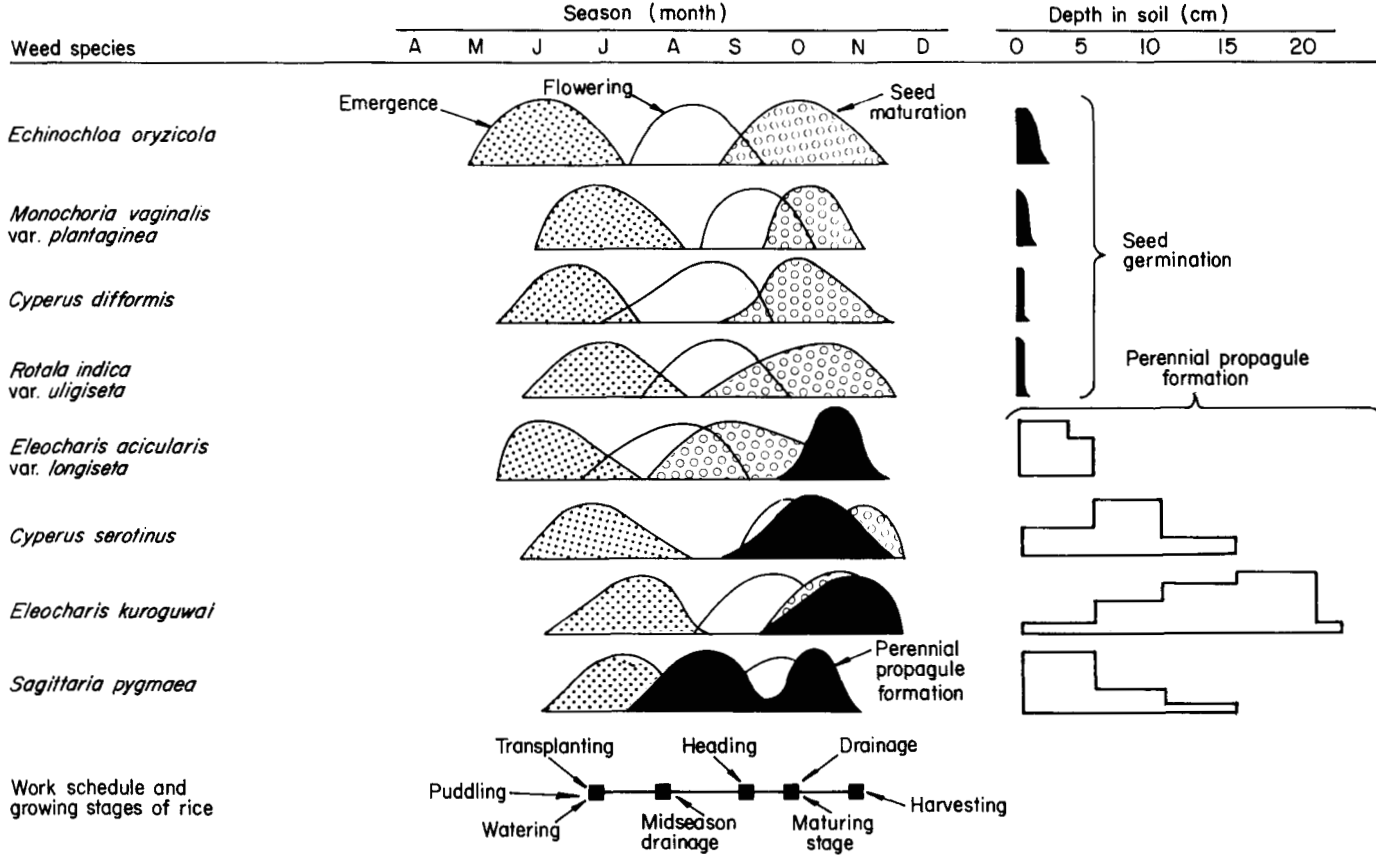 Season (month)
Depth in soil (cm)
Weed species
A M J J A S O N D
0 5 10 15 20
Emergence
Flowering
Seed
maturation
Echinochloa oryzicola
Monochoria vaginalis
var. plantaginea
Seed
germination
Cyperus difformis
Rotala indica
var. uligiseta
Perennial propagule
formation
Eleocharis acicularis
var. longiseta
Cyperus serotinus
Eleocharis kuroguwai
Sagittaria pygmaea
Perennial
propagule
formation
Work schedule and
growing stages of rice
Transplanting
Heading
Drainage
Puddling
Watering
Midseason
drainage
Maturing
stage
Harvesting